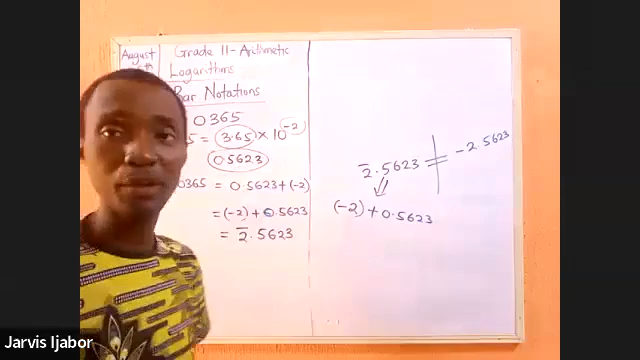 August
Grade 11 - Arithmetic
Logarithms
Bar Notations
0365
= 3.65 × 10⁻²
0.5623
0365 = 0.5623 + (-2)
= (-2) + 0.5623
= 2̅.5623
2̅.5623 ≠ -2.5623
(-2) + 0.5623
Jarvis Ijabor